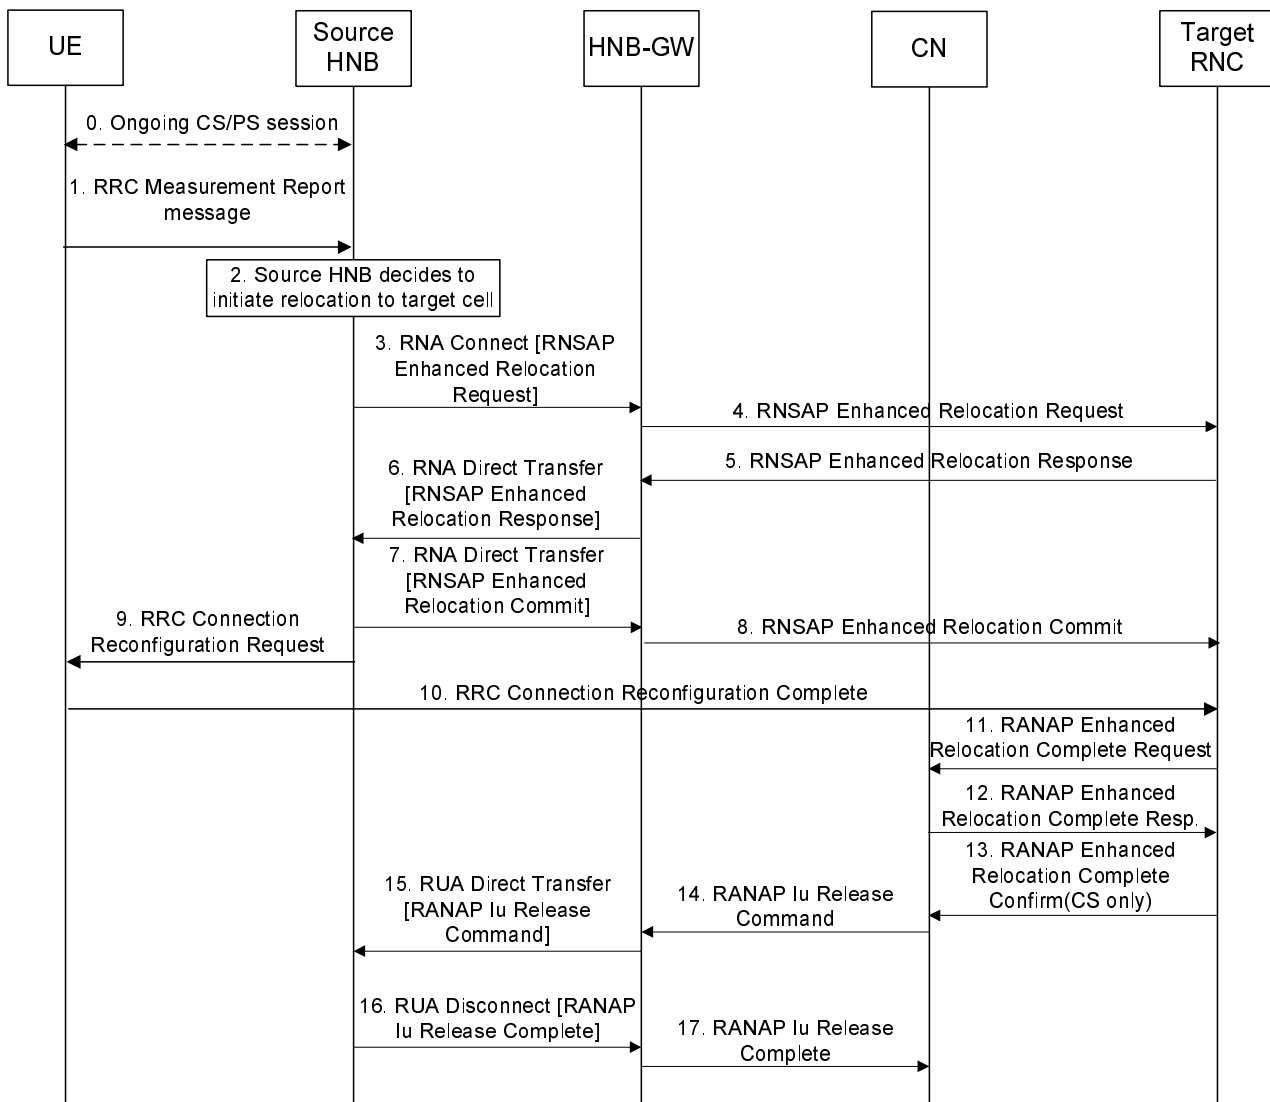 UE
Source
HNB
HNB-GW
CN
Target
RNC
0. Ongoing CS/PS session
1. RRC Measurement Report
message
2. Source HNB decides to
initiate relocation to target cell
3. RNA Connect [RNSAP
Enhanced Relocation
Request]
4. RNSAP Enhanced Relocation Request
5. RNSAP Enhanced Relocation Response
6. RNA Direct Transfer
[RNSAP Enhanced
Relocation Response]
7. RNA Direct Transfer
[RNSAP Enhanced
Relocation Commit]
8. RNSAP Enhanced Relocation Commit
9. RRC Connection
Reconfiguration Request
10. RRC Connection Reconfiguration Complete
11. RANAP Enhanced
Relocation Complete Request
12. RANAP Enhanced
Relocation Complete Resp.
13. RANAP Enhanced
Relocation Complete
Confirm(CS only)
14. RANAP Iu Release
Command
15. RUA Direct Transfer
[RANAP Iu Release
Command]
16. RUA Disconnect [RANAP
Iu Release Complete]
17. RANAP Iu Release
Complete